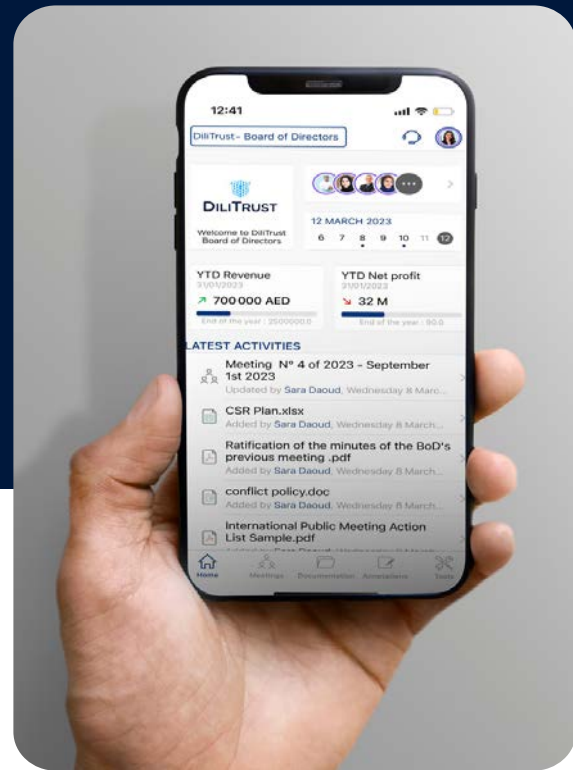 12:41
DiliTrust- Board of Directors
DILITRUST
Welcome to DiliTrust
Board of Directors
12 MARCH 2023
6 7 8 9 10 11 12
YTD Revenue
31/01/2023
700 000 AED
End of the year : 2500000.0
YTD Net profit
31/01/2023
32 M
End of the year : 90.0
LATEST ACTIVITIES
Meeting N° 4 of 2023 - September
1st 2023
Updated by Sara Daoud, Wednesday 8 Marc...
CSR Plan.xlsx
Added by Sara Daoud, Wednesday 8 March...
Ratification of the minutes of the BoD's
previous meeting .pdf
Added by Sara Daoud, Wednesday 8 March...
conflict policy.doc
Added by Sara Daoud, Wednesday 8 March...
International Public Meeting Action
List Sample.pdf
Home Meetings Documentation Annotations Tools